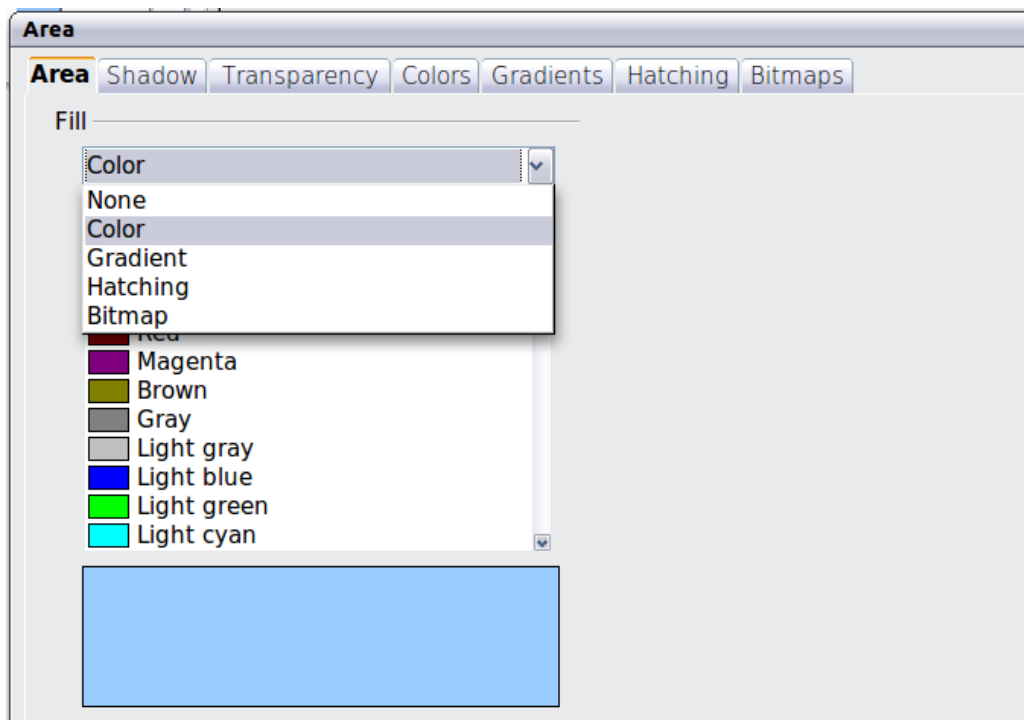 Area
Area Shadow Transparency Colors Gradients Hatching Bitmaps
Fill
Color
None
Color
Gradient
Hatching
Bitmap
Red
Magenta
Brown
Gray
Light gray
Light blue
Light green
Light cyan